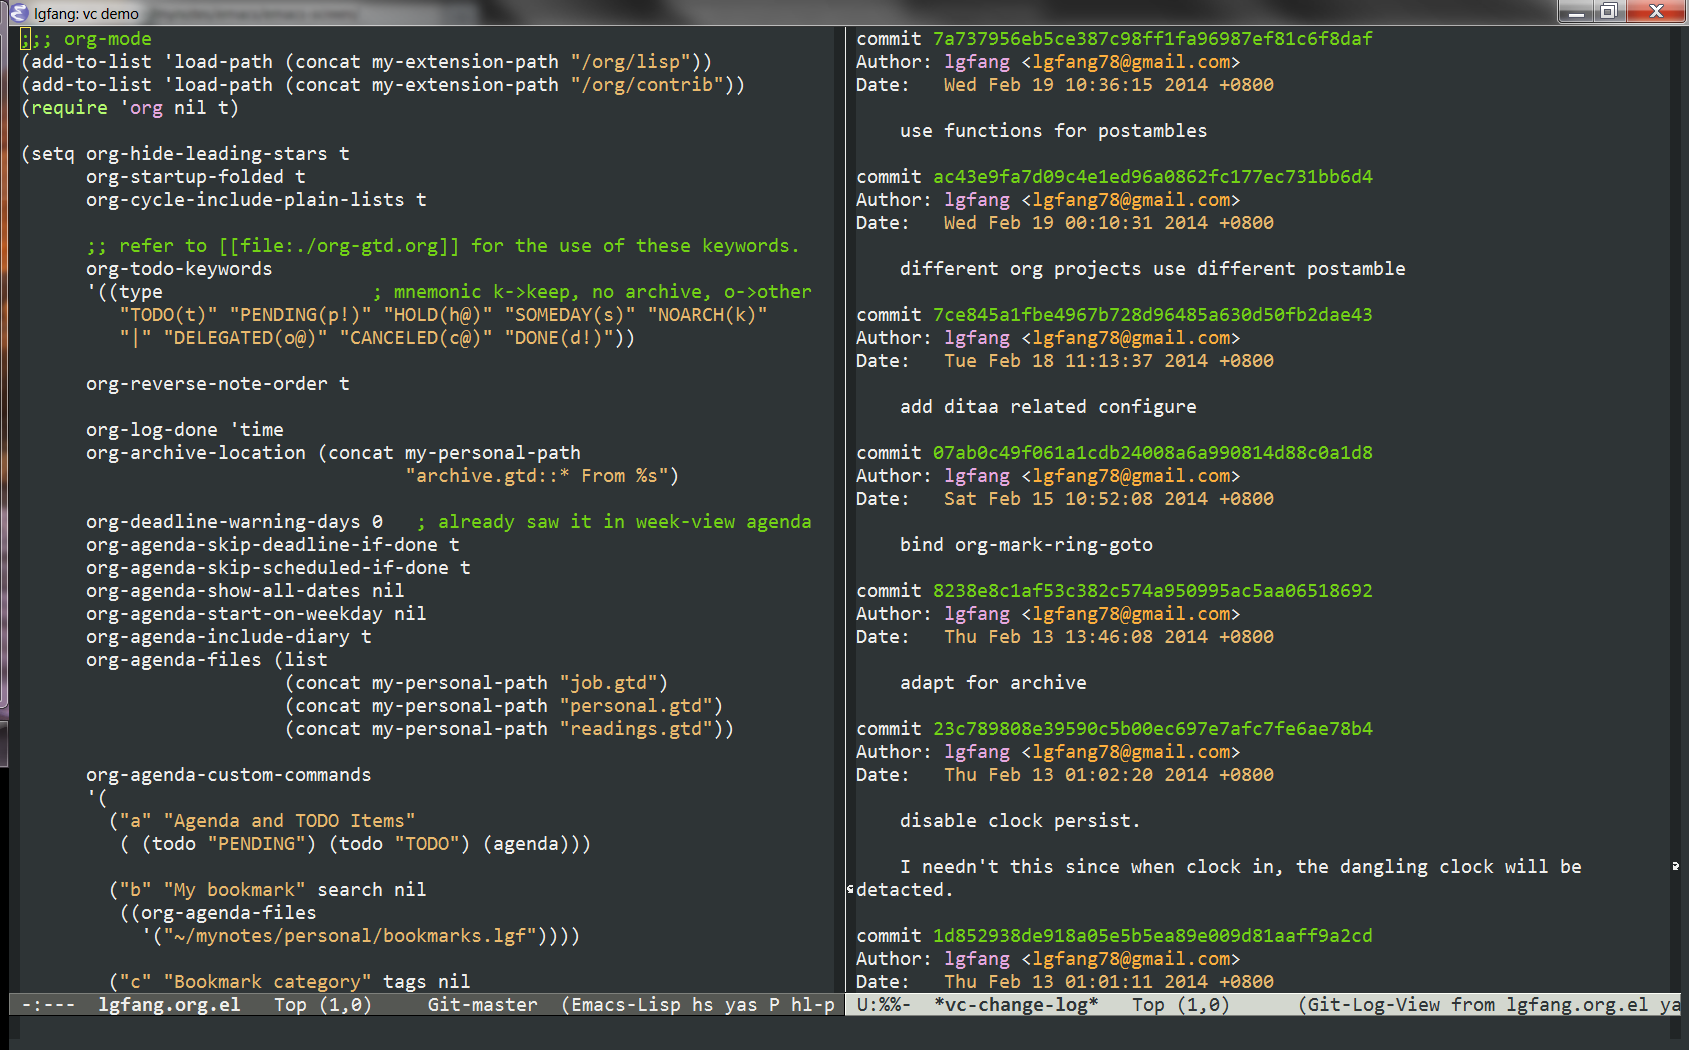 lgfang: vc demo
;;; org-mode
(add-to-list 'load-path (concat my-extension-path "/org/lisp"))
(add-to-list 'load-path (concat my-extension-path "/org/contrib"))
(require 'org nil t)
(setq org-hide-leading-stars t
org-startup-folded t
org-cycle-include-plain-lists t
;; refer to [[file:./org-gtd.org]] for the use of these keywords.
org-todo-keywords
'((type ; mnemonic k->keep, no archive, o->other
"TODO(t)" "PENDING(p!)" "HOLD(h@)" "SOMEDAY(s)" "NOARCH(k)"
"|" "DELEGATED(o@)" "CANCELED(c@)" "DONE(d!)"))
org-reverse-note-order t
org-log-done 'time
org-archive-location (concat my-personal-path
"archive.gtd::* From %s")
org-deadline-warning-days 0 ; already saw it in week-view agenda
org-agenda-skip-deadline-if-done t
org-agenda-skip-scheduled-if-done t
org-agenda-show-all-dates nil
org-agenda-start-on-weekday nil
org-agenda-include-diary t
org-agenda-files (list
(concat my-personal-path "job.gtd")
(concat my-personal-path "personal.gtd")
(concat my-personal-path "readings.gtd"))
org-agenda-custom-commands
'(
("a" "Agenda and TODO Items"
( (todo "PENDING") (todo "TODO") (agenda)))
("b" "My bookmark" search nil
((org-agenda-files
'("~/mynotes/personal/bookmarks.lgf"))))
("c" "Bookmark category" tags nil
-:--- lgfang.org.el Top (1,0) Git-master (Emacs-Lisp hs yas P hl-p
commit 7a737956eb5ce387c98ff1fa96987ef81c6f8daf
Author: lgfang <lgfang78@gmail.com>
Date: Wed Feb 19 10:36:15 2014 +0800
use functions for postambles
commit ac43e9fa7d09c4e1ed96a0862fc177ec731bb6d4
Author: lgfang <lgfang78@gmail.com>
Date: Wed Feb 19 00:10:31 2014 +0800
different org projects use different postamble
commit 7ce845a1fbe4967b728d96485a630d50fb2dae43
Author: lgfang <lgfang78@gmail.com>
Date: Tue Feb 18 11:13:37 2014 +0800
add ditaa related configure
commit 07ab0c49f061a1cdb24008a6a990814d88c0a1d8
Author: lgfang <lgfang78@gmail.com>
Date: Sat Feb 15 10:52:08 2014 +0800
bind org-mark-ring-goto
commit 8238e8c1af53c382c574a950995ac5aa06518692
Author: lgfang <lgfang78@gmail.com>
Date: Thu Feb 13 13:46:08 2014 +0800
adapt for archive
commit 23c789808e39590c5b00ec697e7afc7fe6ae78b4
Author: lgfang <lgfang78@gmail.com>
Date: Thu Feb 13 01:02:20 2014 +0800
disable clock persist.
I needn't this since when clock in, the dangling clock will be
detacted.
commit 1d852938de918a05e5b5ea89e009d81aaff9a2cd
Author: lgfang <lgfang78@gmail.com>
Date: Thu Feb 13 01:01:11 2014 +0800
U:%%- *vc-change-log* Top (1,0) (Git-Log-View from lgfang.org.el ya